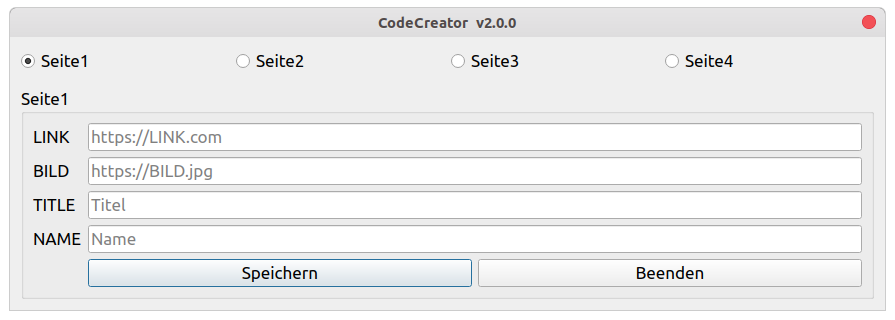 CodeCreator v2.0.0
Seite1 Seite2 Seite3 Seite4
Seite1
LINK https://LINK.com
BILD https://BILD.jpg
TITLE Titel
NAME Name
Speichern Beenden